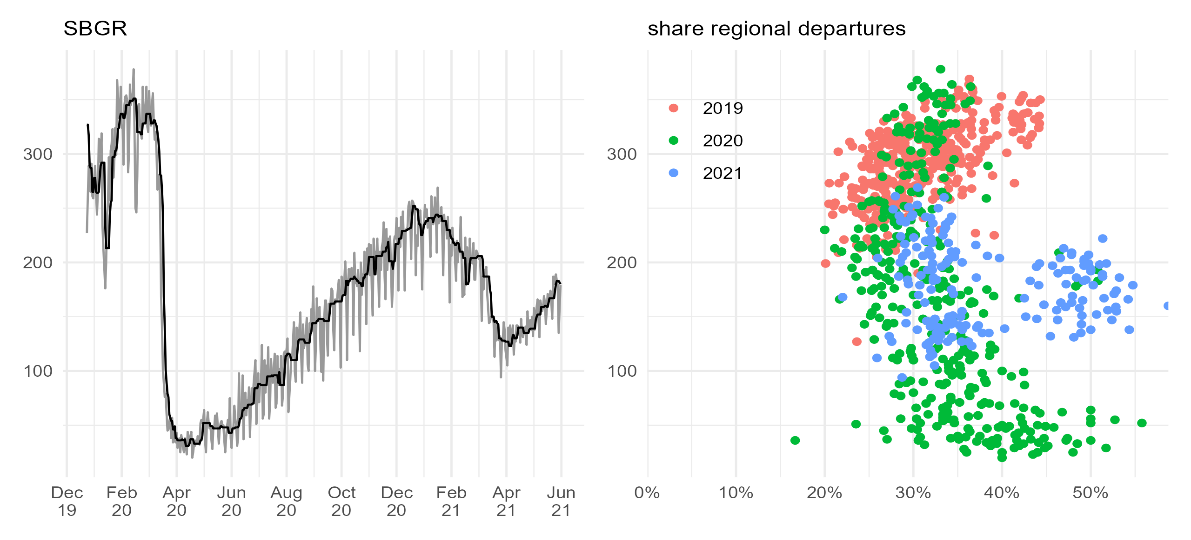 SBGR
300
200
100
Dec Feb Apr Jun Aug Oct Dec Feb Apr Jun
19 20 20 20 20 20 20 21 21 21
share regional departures
2019
2020
2021
300
200
100
0% 10% 20% 30% 40% 50%